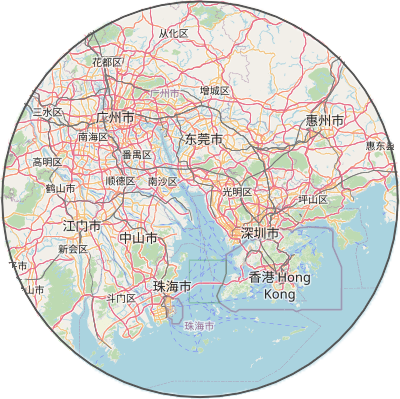 从化区
花都区
广州市
增城区
三水区
广州市
惠州市
南海区
东莞市
惠东县
高明区
番禺区
鹤山市
顺德区
南沙区
光明区
坪山区
江门市
中山市
深圳市
新会区
香港 Hong
Kong
珠海市
斗门区
珠海市